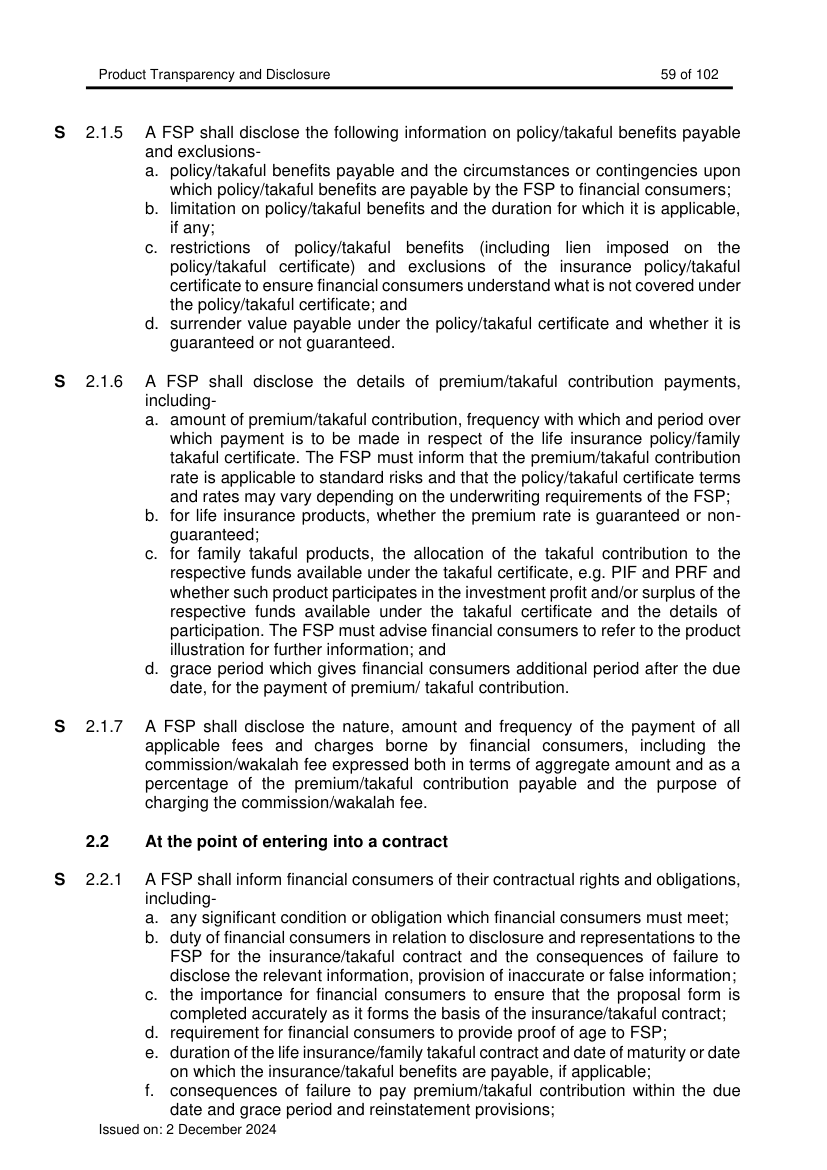 Product Transparency and Disclosure 59 of 102
S 2.1.5 A FSP shall disclose the following information on policy/takaful benefits payable
and exclusions-
a. policy/takaful benefits payable and the circumstances or contingencies upon
which policy/takaful benefits are payable by the FSP to financial consumers;
b. limitation on policy/takaful benefits and the duration for which it is applicable,
if any;
c. restrictions of policy/takaful benefits (including lien imposed on the
policy/takaful certificate) and exclusions of the insurance policy/takaful
certificate to ensure financial consumers understand what is not covered under
the policy/takaful certificate; and
d. surrender value payable under the policy/takaful certificate and whether it is
guaranteed or not guaranteed.
S 2.1.6 A FSP shall disclose the details of premium/takaful contribution payments,
including-
a. amount of premium/takaful contribution, frequency with which and period over
which payment is to be made in respect of the life insurance policy/family
takaful certificate. The FSP must inform that the premium/takaful contribution
rate is applicable to standard risks and that the policy/takaful certificate terms
and rates may vary depending on the underwriting requirements of the FSP;
b. for life insurance products, whether the premium rate is guaranteed or non-
guaranteed;
c. for family takaful products, the allocation of the takaful contribution to the
respective funds available under the takaful certificate, e.g. PIF and PRF and
whether such product participates in the investment profit and/or surplus of the
respective funds available under the takaful certificate and the details of
participation. The FSP must advise financial consumers to refer to the product
illustration for further information; and
d. grace period which gives financial consumers additional period after the due
date, for the payment of premium/ takaful contribution.
S 2.1.7 A FSP shall disclose the nature, amount and frequency of the payment of all
applicable fees and charges borne by financial consumers, including the
commission/wakalah fee expressed both in terms of aggregate amount and as a
percentage of the premium/takaful contribution payable and the purpose of
charging the commission/wakalah fee.
2.2 At the point of entering into a contract
S 2.2.1 A FSP shall inform financial consumers of their contractual rights and obligations,
including-
a. any significant condition or obligation which financial consumers must meet;
b. duty of financial consumers in relation to disclosure and representations to the
FSP for the insurance/takaful contract and the consequences of failure to
disclose the relevant information, provision of inaccurate or false information;
c. the importance for financial consumers to ensure that the proposal form is
completed accurately as it forms the basis of the insurance/takaful contract;
d. requirement for financial consumers to provide proof of age to FSP;
e. duration of the life insurance/family takaful contract and date of maturity or date
on which the insurance/takaful benefits are payable, if applicable;
f. consequences of failure to pay premium/takaful contribution within the due
date and grace period and reinstatement provisions;
Issued on: 2 December 2024